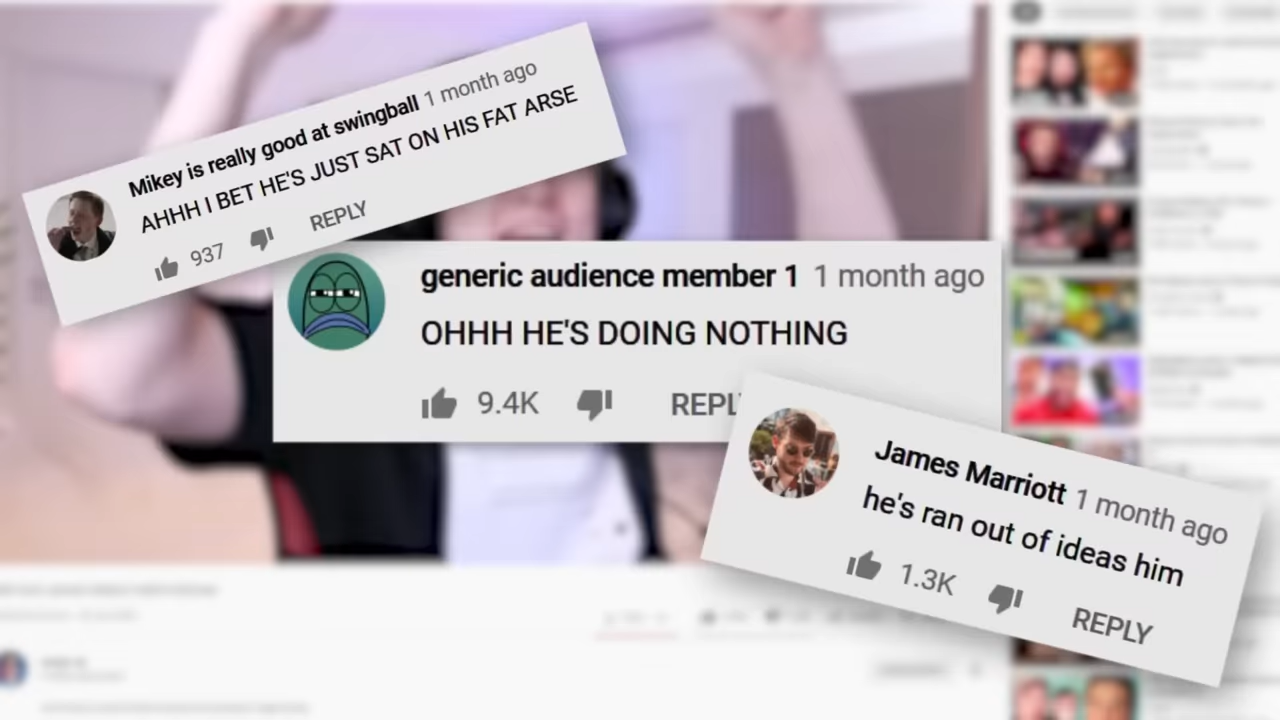 Mikey is really good at swingball 1 month ago
AHHH I BET HE'S JUST SAT ON HIS FAT ARSE
937 REPLY
generic audience member 1 1 month ago
OHHH HE'S DOING NOTHING
9.4K REPL
James Marriott 1 month ago
he's ran out of ideas him
1.3K REPLY